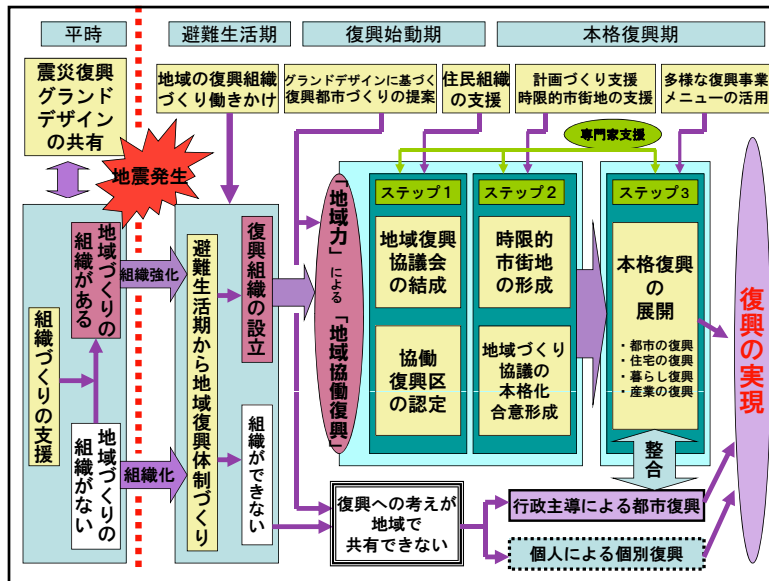 平時
避難生活期
復興始動期
本格復興期
震災復興
グランド
デザイン
の共有
地域の復興組織
づくり働きかけ
グランドデザインに基づく
復興都市づくりの提案
住民組織
の支援
計画づくり支援
時限的市街地の支援
多様な復興事業
メニューの活用
専門家支援
地震発生
地域づくりの
組織がある
組織づくりの支援
地域づくりの
組織がない
組織強化
組織化
避難生活期から地域復興体制づくり
復興組織の設立
組織ができない
「地域力」による「地域協働復興」
ステップ1
地域復興
協議会
の結成
協働
復興区
の認定
ステップ2
時限的
市街地
の形成
地域づくり
協議の
本格化
合意形成
ステップ3
本格復興の
展開
・都市の復興
・住宅の復興
・暮らし復興
・産業の復興
整合
復興への考えが
地域で
共有できない
行政主導による都市復興
個人による個別復興
復興の実現